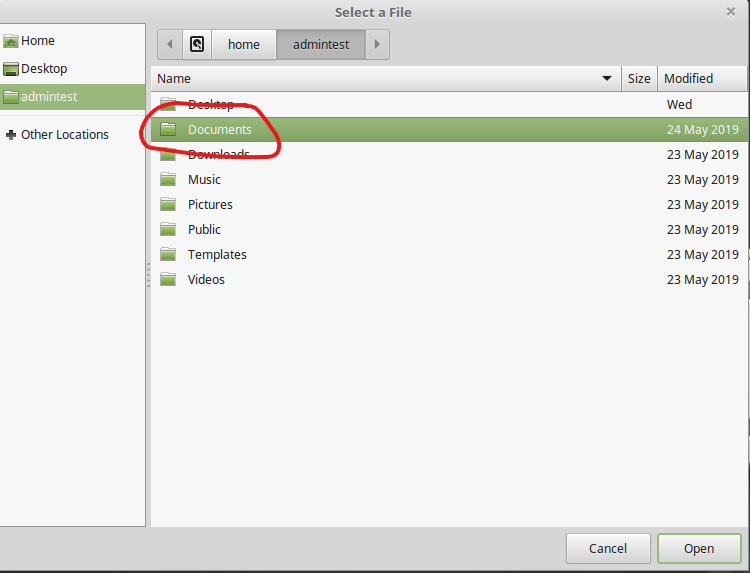 Select a File
Home
Desktop
admintest
Other Locations
home admintest
Name Size Modified
Desktop Wed
Documents 24 May 2019
Downloads 23 May 2019
Music 23 May 2019
Pictures 23 May 2019
Public 23 May 2019
Templates 23 May 2019
Videos 23 May 2019
Cancel Open